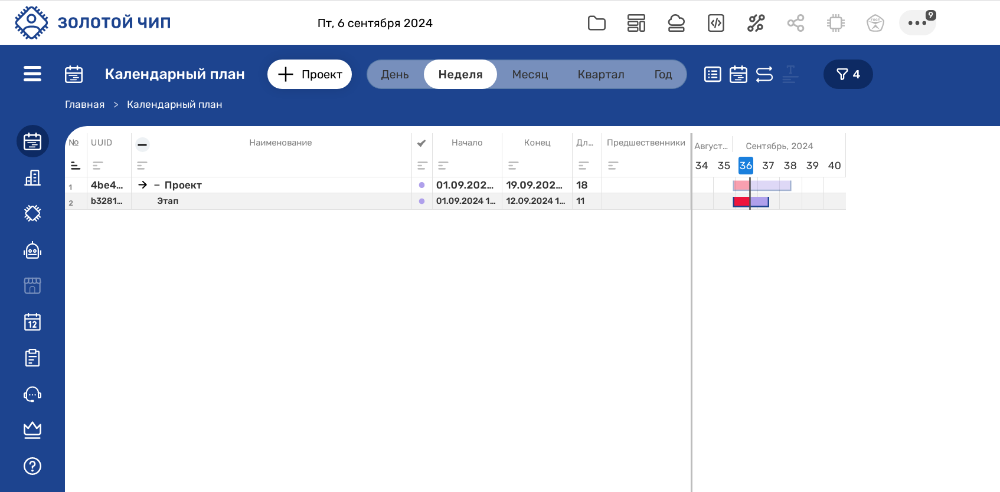 ЗОЛОТОЙ ЧИП
Пт, 6 сентября 2024
ГОСТ
9
Календарный план
Проект
День
Неделя
Месяц
Квартал
Год
T
4
Главная > Календарный план
№
UUID
Наименование
Начало
Конец
Дл...
Предшественники
Август...
Сентябрь, 2024
34 35 36 37 38 39 40
1 4be4... → – Проект 01.09.202... 19.09.202... 18
2 b3281... Этап 01.09.2024 1... 12.09.2024 1... 11
12